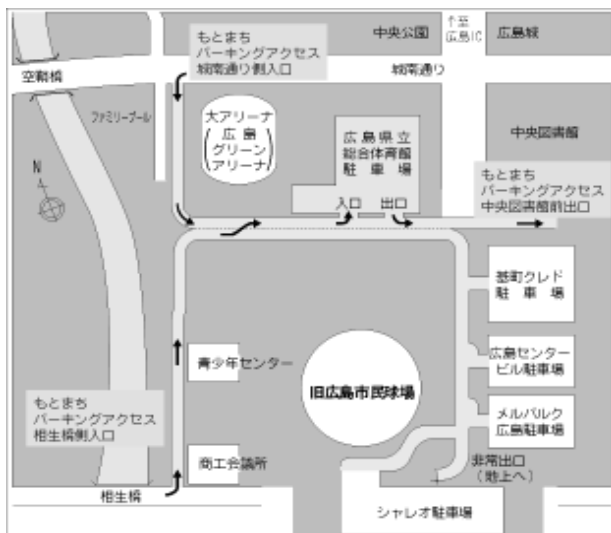 もとまち
パーキングアクセス
城南通り側入口
中央公園
↑至
広島IC
広島城
空鞘橋
城南通り
ファミリープール
大アリーナ
(広島
グリーン
アリーナ)
広島県立
総合体育館
駐車場
中央図書館
N
入口
出口
もとまち
パーキングアクセス
中央図書館前出口
基町クレド
駐車場
青少年センター
旧広島市民球場
広島センター
ビル駐車場
もとまち
パーキングアクセス
相生橋側入口
メルパルク
広島駐車場
商工会議所
非常出口
(地上へ)
相生橋
シャレオ駐車場